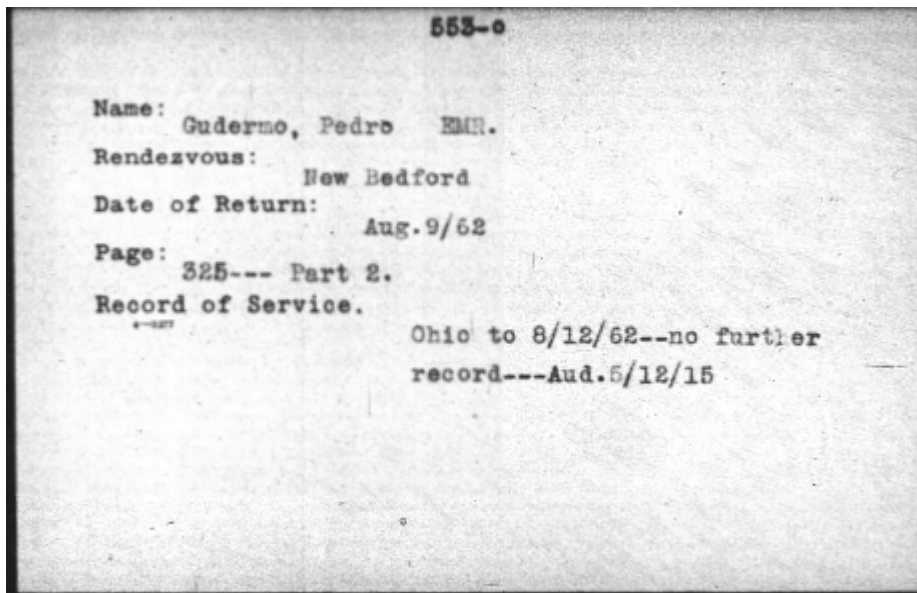 553-o
Name:
Gudermo, Pedro EMR.
Rendezvous:
New Bedford
Date of Return:
Aug.9/62
Page:
325--- Part 2.
Record of Service.
Ohio to 8/12/62--no further
record---Aud.5/12/15